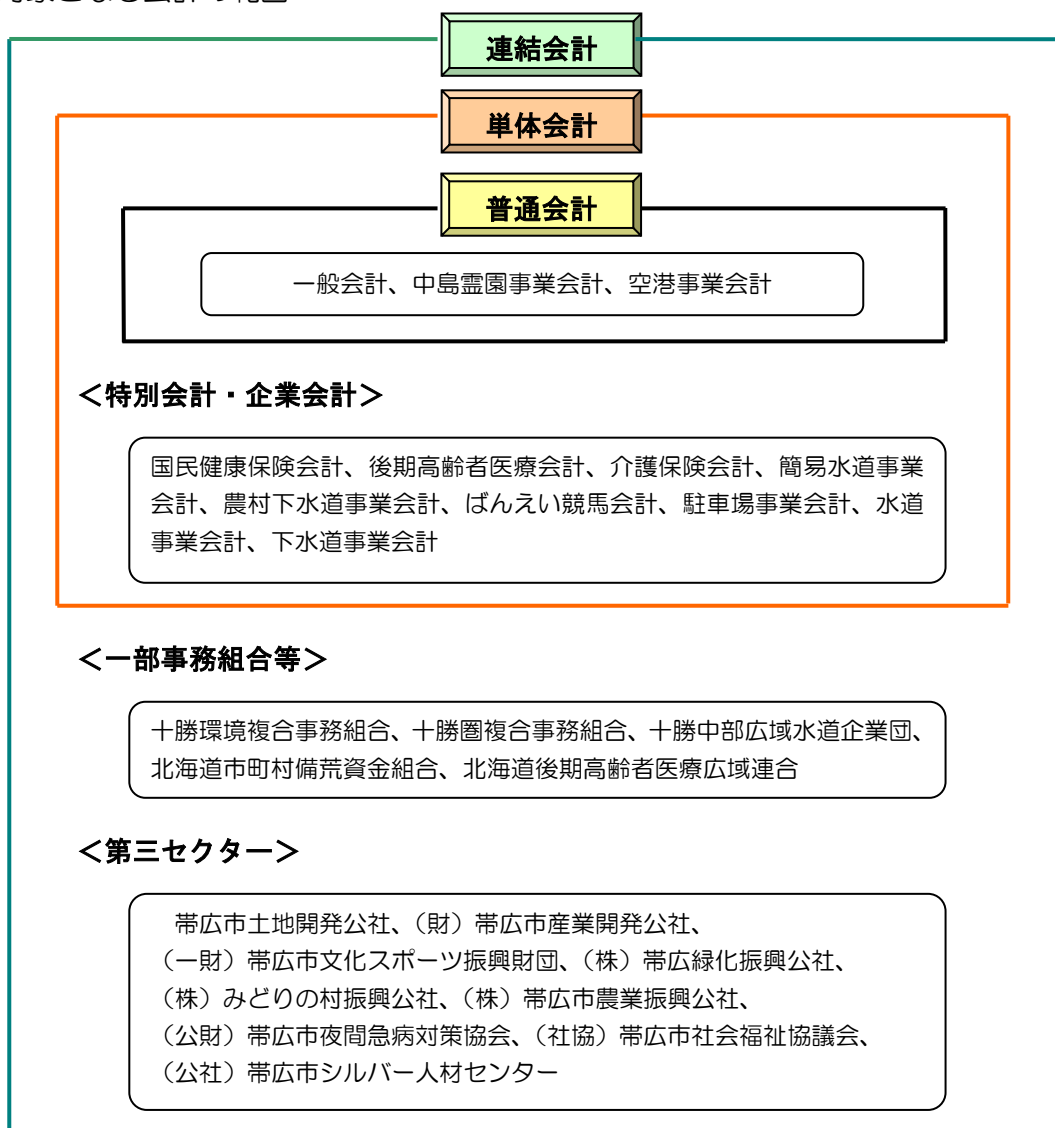 連結会計
単体会計
普通会計
一般会計、中島霊園事業会計、空港事業会計
＜特別会計・企業会計＞
国民健康保険会計、後期高齢者医療会計、介護保険会計、簡易水道事業
会計、農村下水道事業会計、ばんえい競馬会計、駐車場事業会計、水道
事業会計、下水道事業会計
＜一部事務組合等＞
十勝環境複合事務組合、十勝圏複合事務組合、十勝中部広域水道企業団、
北海道市町村備荒資金組合、北海道後期高齢者医療広域連合
＜第三セクター＞
帯広市土地開発公社、（財）帯広市産業開発公社、
（一財）帯広市文化スポーツ振興財団、（株）帯広緑化振興公社、
（株）みどりの村振興公社、（株）帯広市農業振興公社、
（公財）帯広市夜間急病対策協会、（社協）帯広市社会福祉協議会、
（公社）帯広市シルバー人材センター